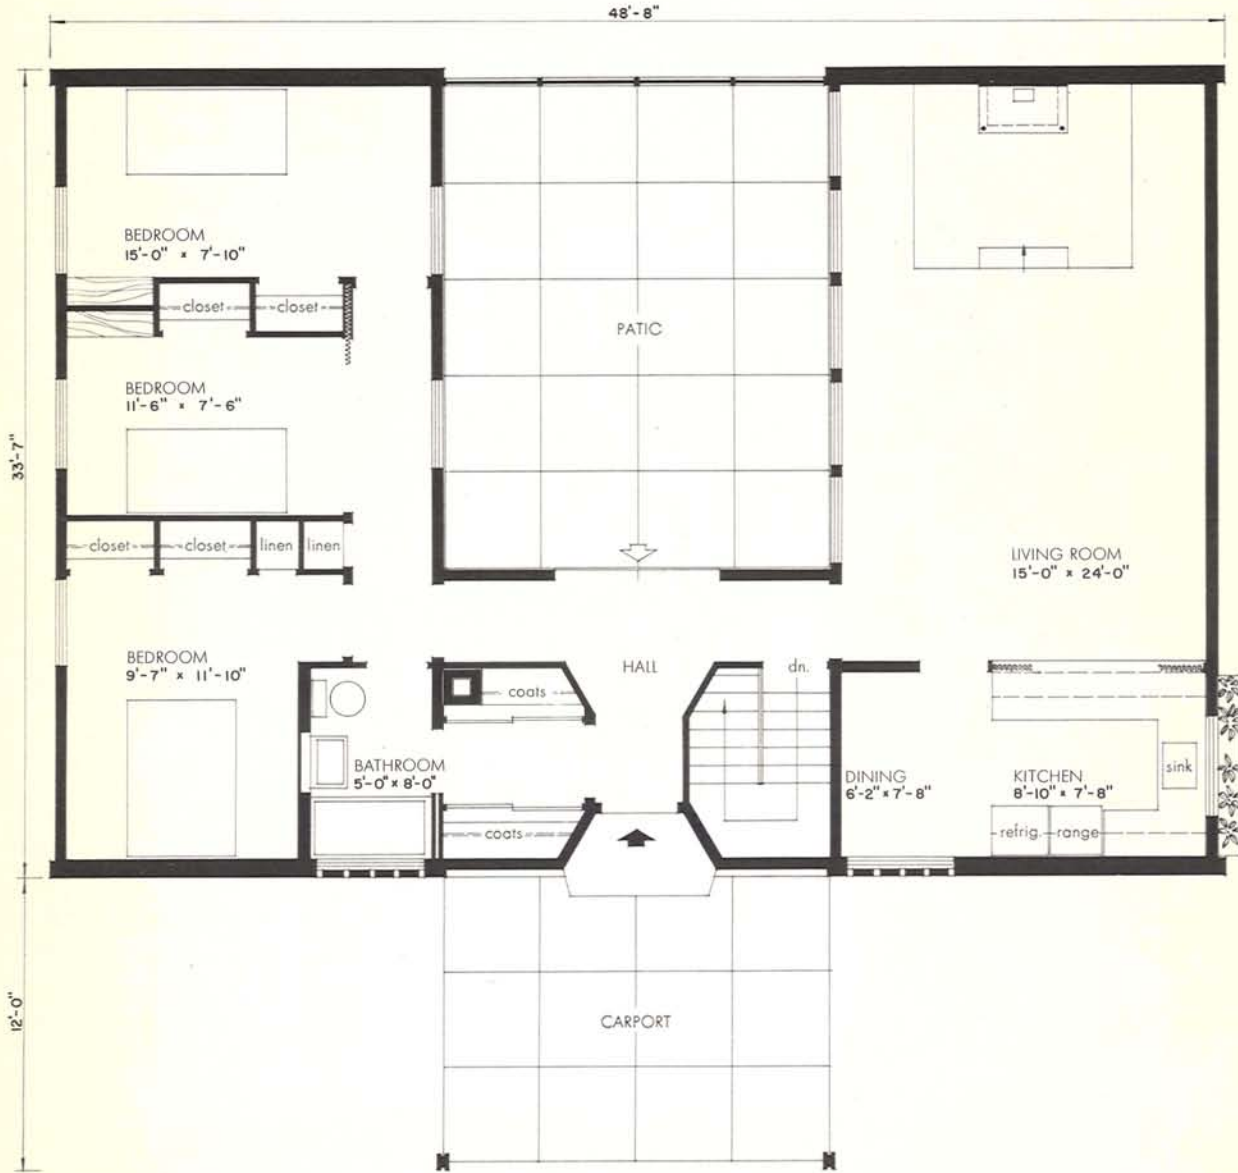 48'-8"
BEDROOM
15'-0" x 7'-10"
closet
closet
PATIC
BEDROOM
11'-6" x 7'-6"
33'-7"
closet
closet
linen
linen
LIVING ROOM
15'-0" x 24'-0"
BEDROOM
9'-7" x 11'-10"
HALL
dn.
coats
BATHROOM
5'-0" x 8'-0"
DINING
6'-2" x 7'-8"
KITCHEN
8'-10" x 7'-8"
sink
coats
refrig.
range
12'-0"
CARPORT